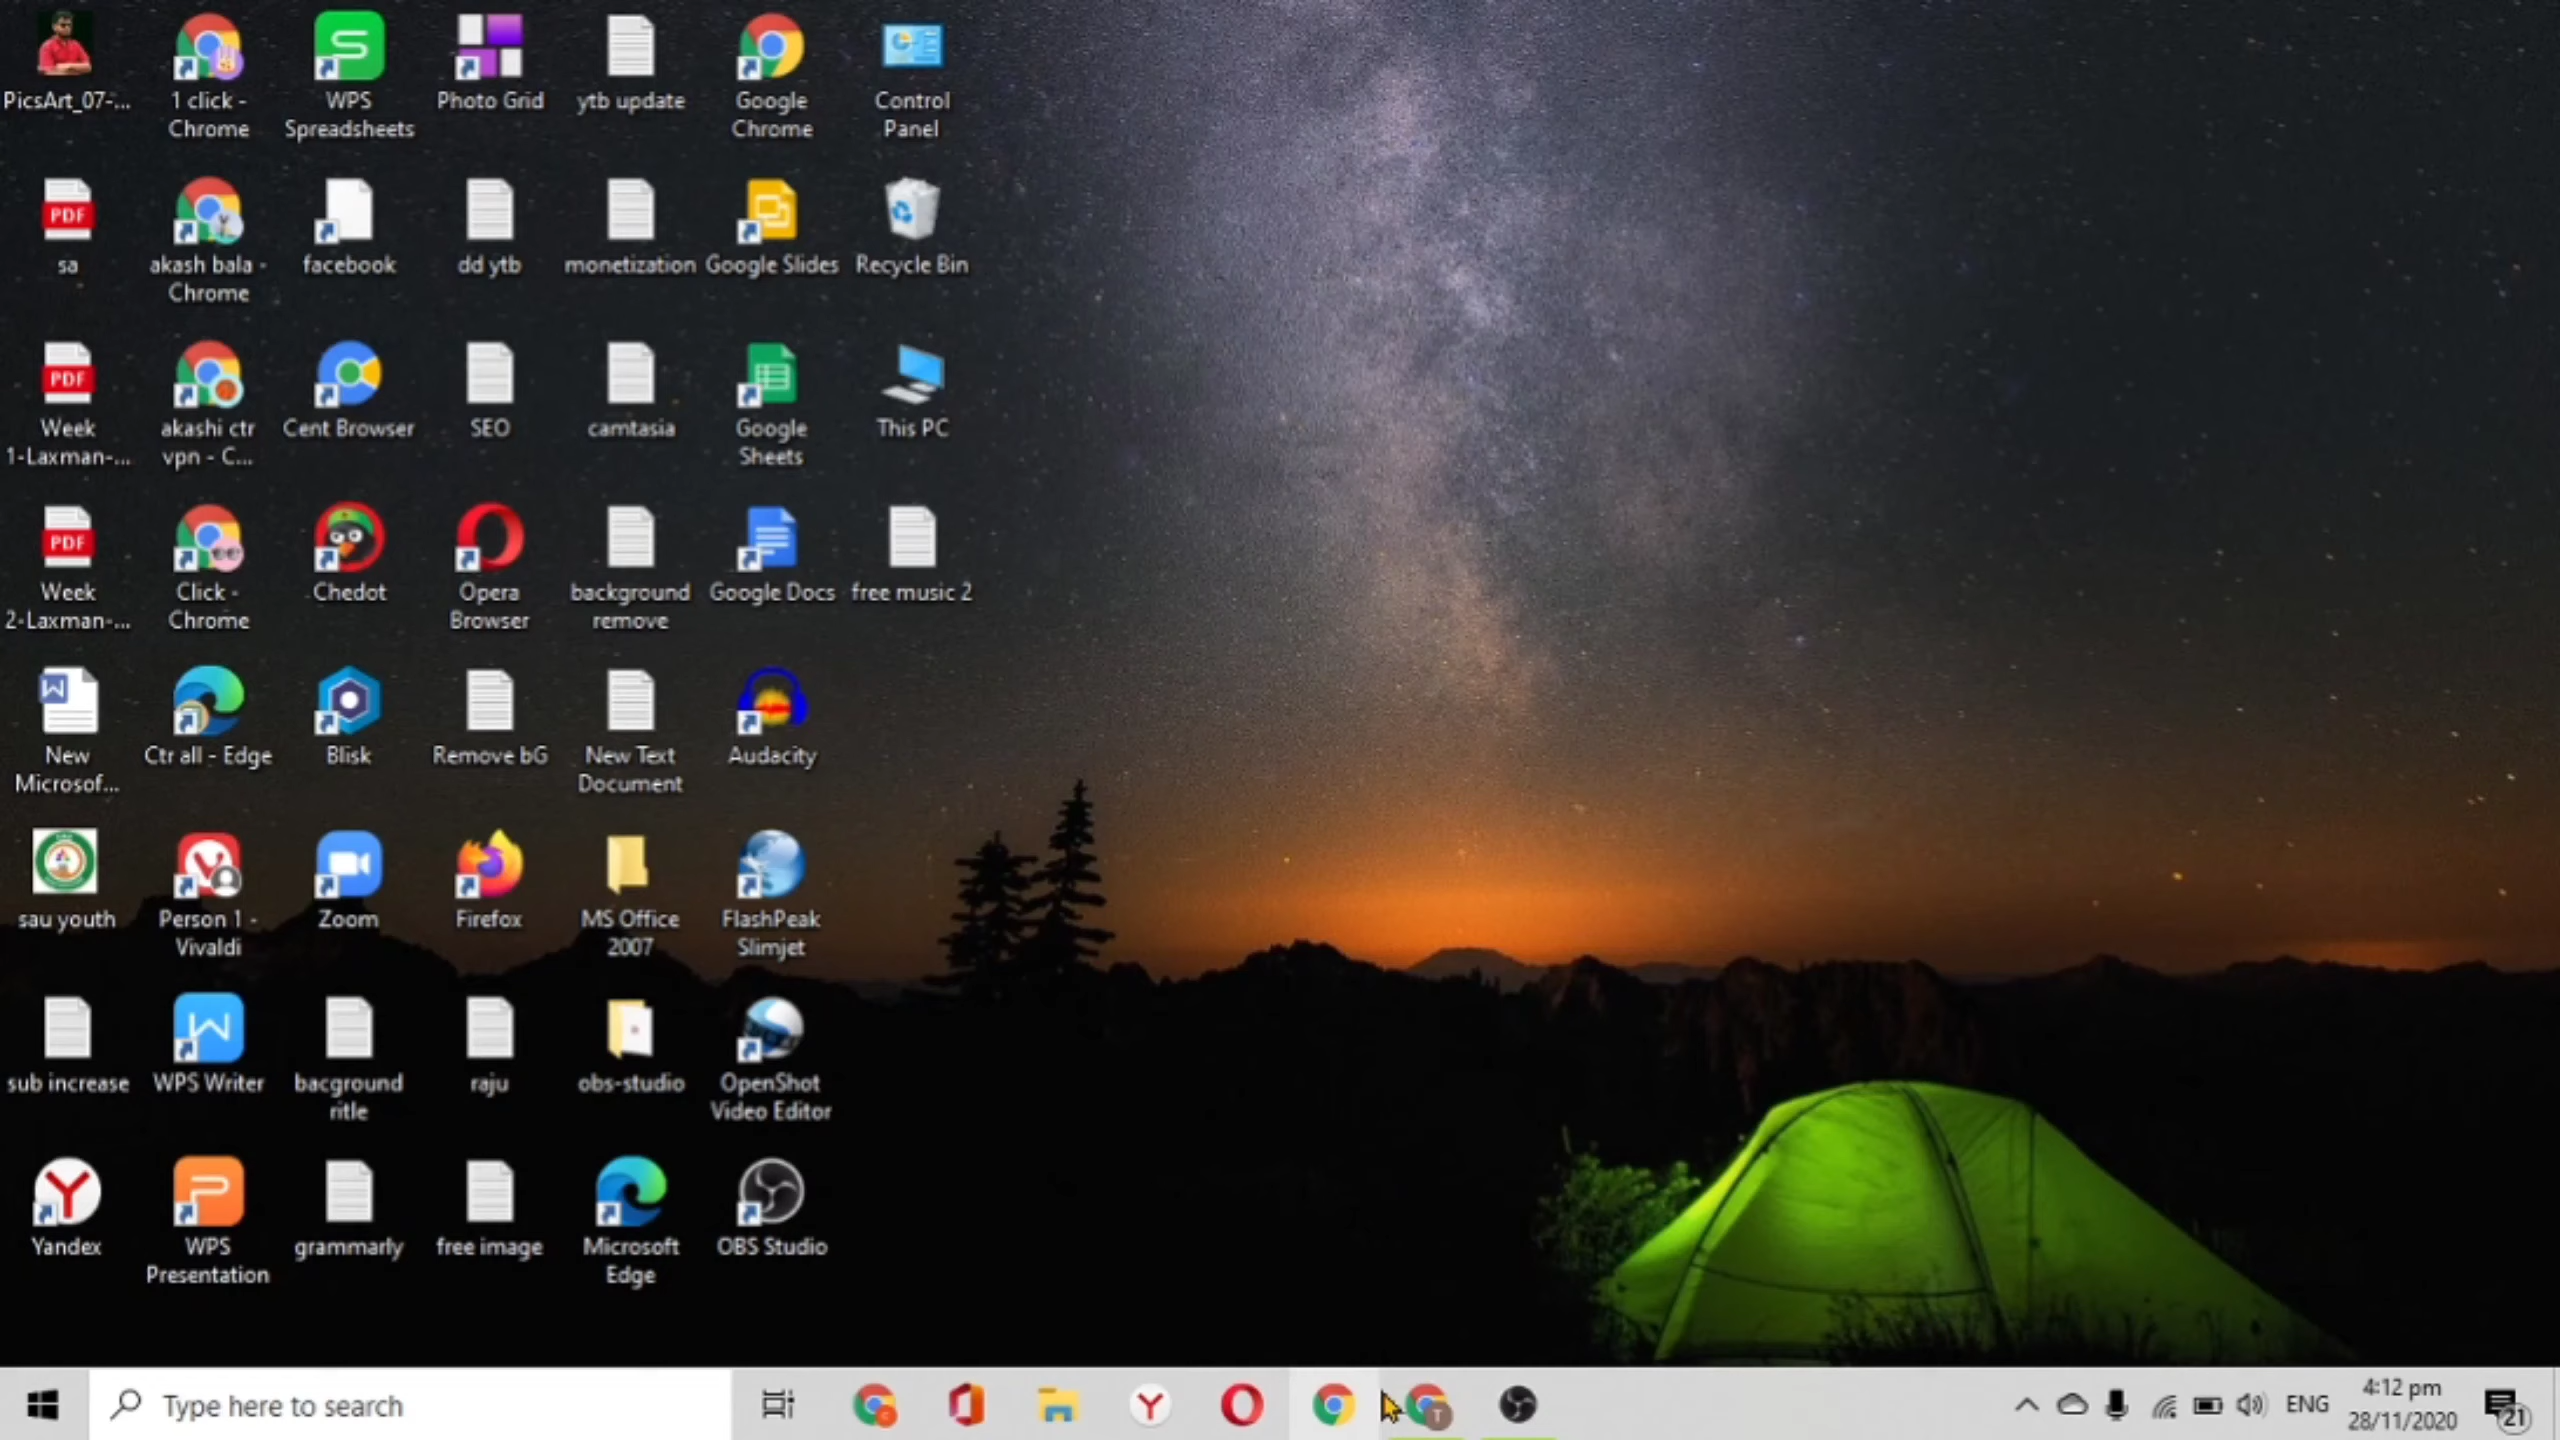 PicsArt_07-...
1 click -
Chrome
WPS
Spreadsheets
Photo Grid
ytb update
Google
Chrome
Control
Panel
PDF
sa
akash bala -
Chrome
facebook
dd ytb
monetization
Google Slides
Recycle Bin
PDF
Week
1-Laxman-...
akashi ctr
vpn - C...
Cent Browser
SEO
camtasia
Google
Sheets
This PC
PDF
Week
2-Laxman-...
Click -
Chrome
Chedot
Opera
Browser
background
remove
Google Docs
free music 2
New
Microsof...
Ctr all - Edge
Blisk
Remove bG
New Text
Document
Audacity
sau youth
Person 1 -
Vivaldi
Zoom
Firefox
MS Office
2007
FlashPeak
Slimjet
sub increase
WPS Writer
bacground
ritle
raju
obs-studio
OpenShot
Video Editor
Yandex
WPS
Presentation
grammarly
free image
Microsoft
Edge
OBS Studio
Type here to search
T
ENG
4:12 pm
28/11/2020
21